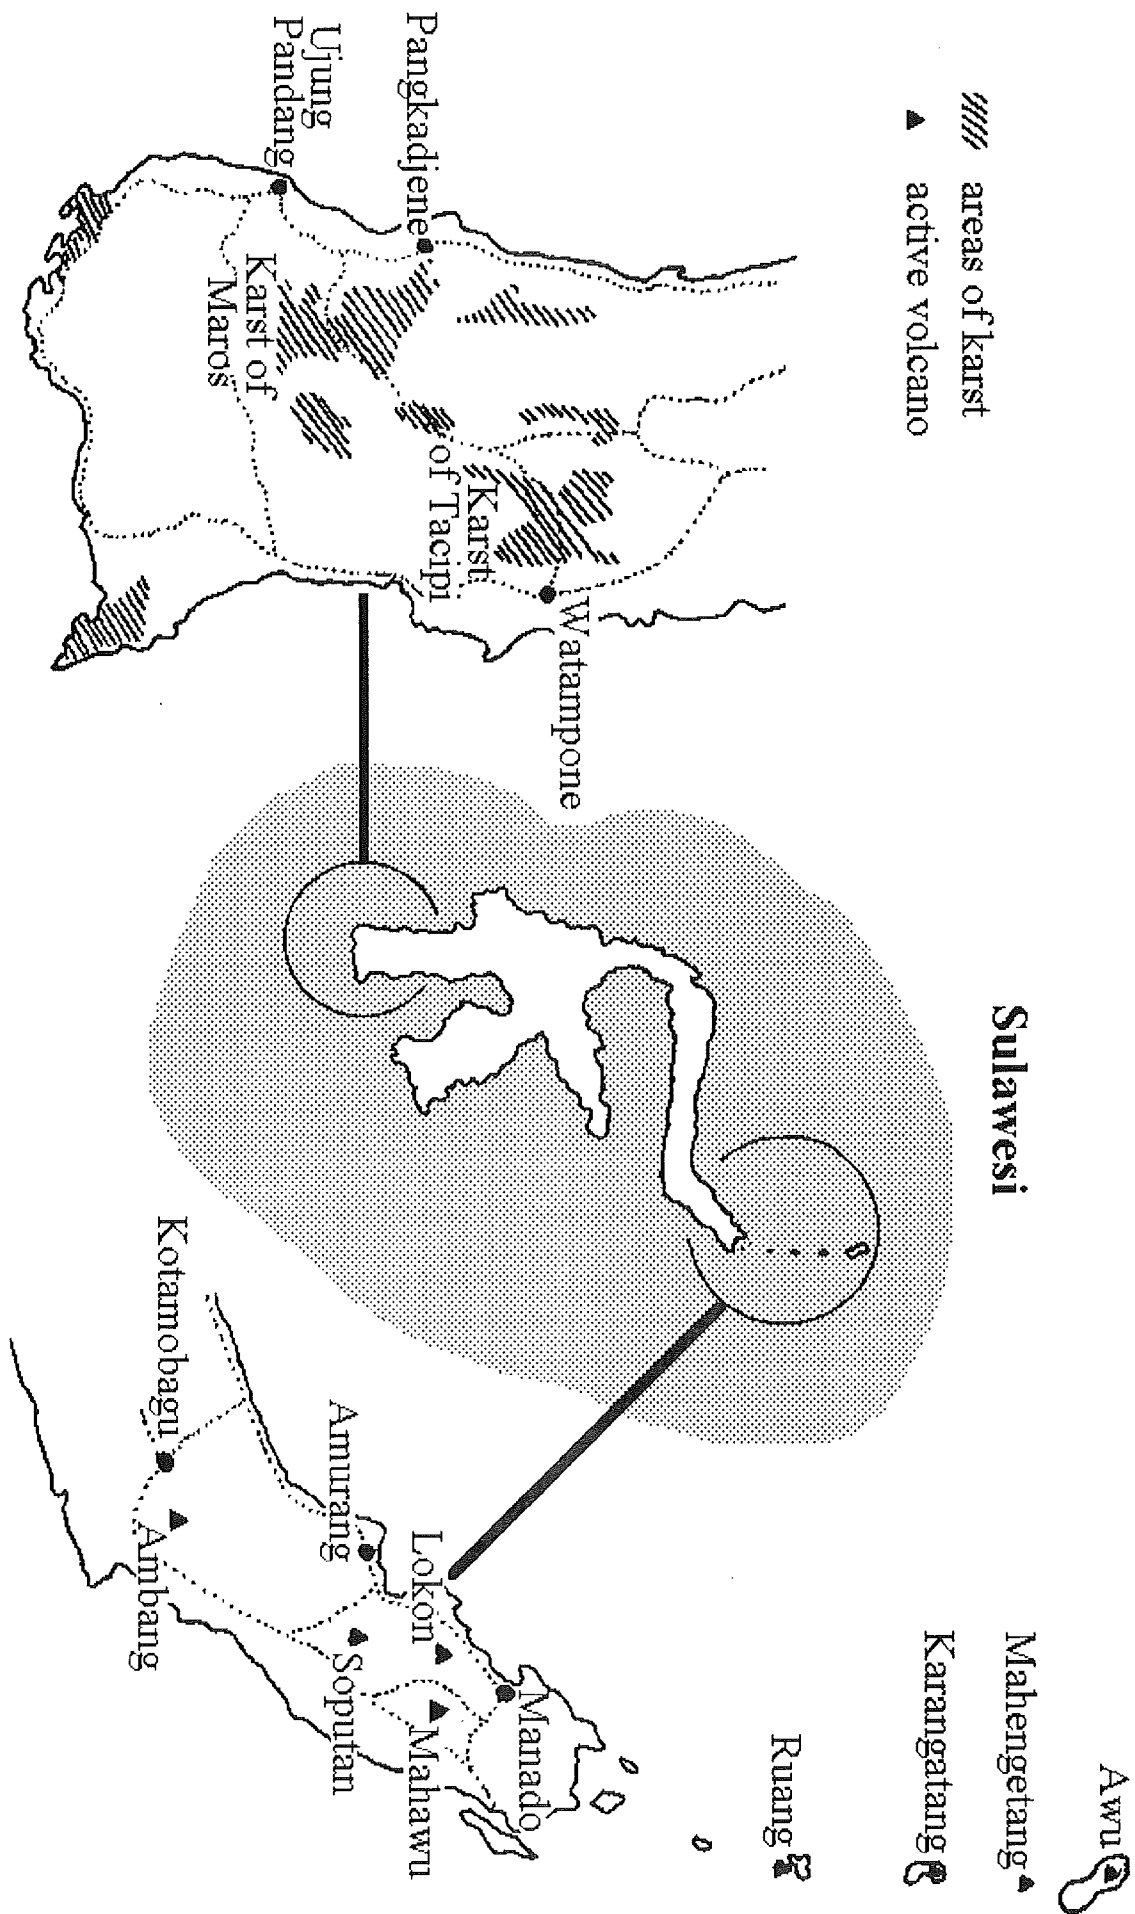 Sulawesi
areas of karst
active volcano
Pangkadjene
Ujung
Pandang
Karst of
Maros
Karst
of Tacipi
Watampone
Awu
Mahengetang
Karangatang
Ruang
Manado
Lokon
Mahawu
Amurang
Soputan
Kotamobagu
Ambang